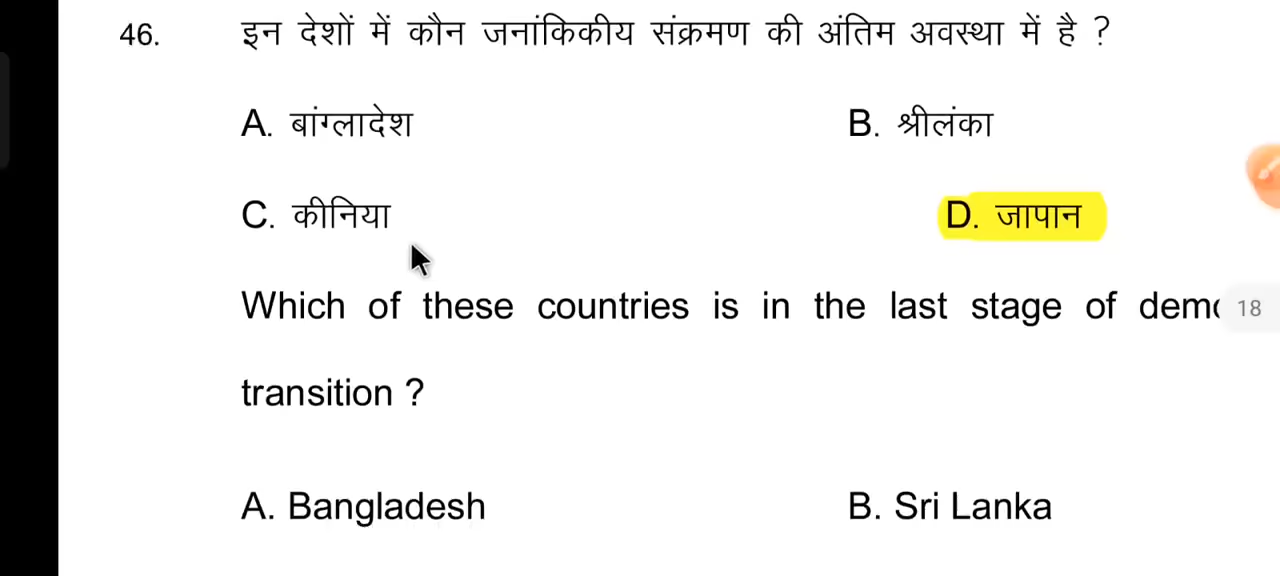 46. इन देशों में कौन जनांकिकीय संक्रमण की अंतिम अवस्था में है ?
A. बांग्लादेश B. श्रीलंका
C. कीनिया D. जापान
Which of these countries is in the last stage of 18
transition ?
A. Bangladesh B. Sri Lanka